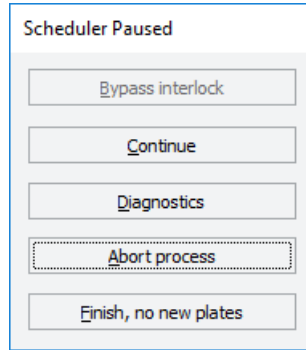 Scheduler Paused
Bypass interlock
Continue
Diagnostics
Abort process
Finish, no new plates